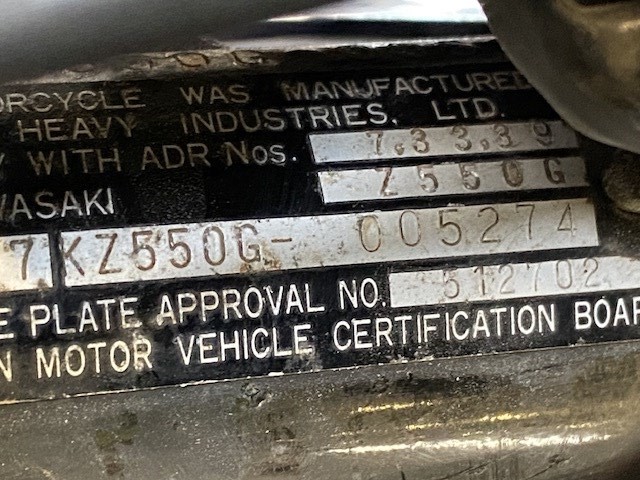 ORCYCLE WAS MANUFACTURED
HEAVY INDUSTRIES, LTD.
WITH ADR Nos. 7.33.39
WASAKI Z550G
7 KZ550G- 005274
E PLATE APPROVAL NO. 512702
N MOTOR VEHICLE CERTIFICATION BOAR